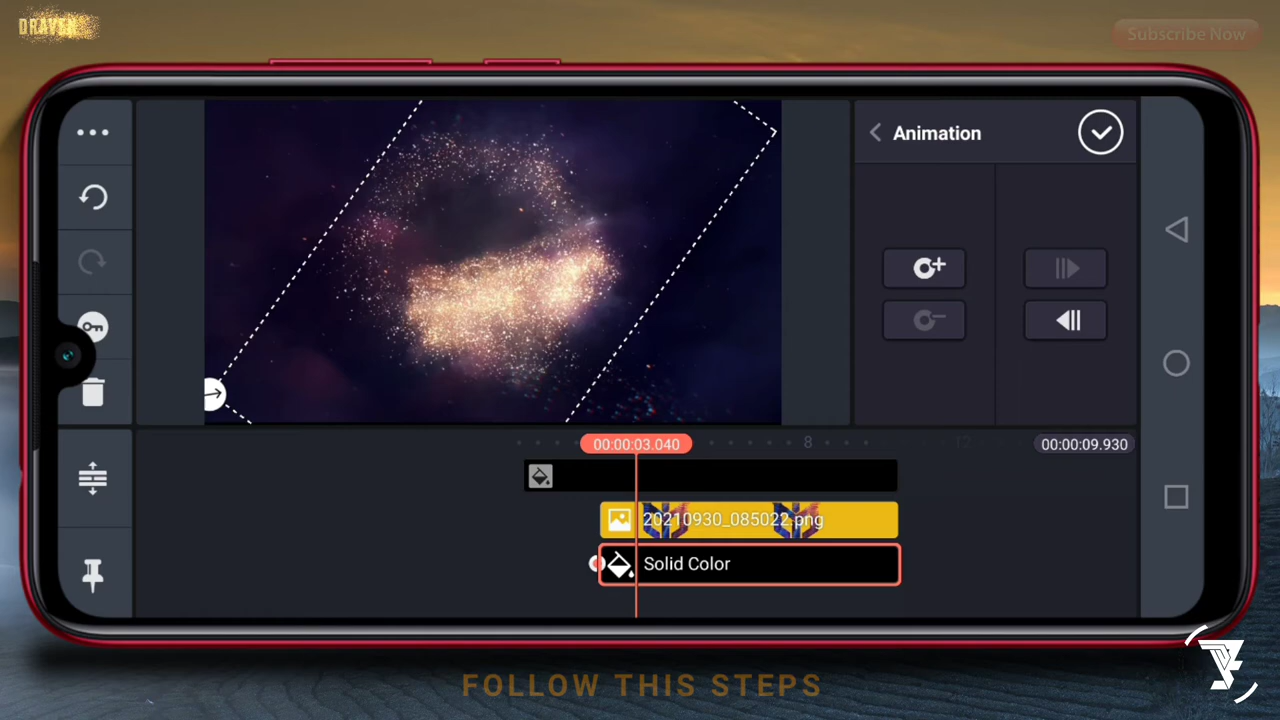 DRAVEN
Subscribe Now
Animation
00:00:03.040
8
12
00:00:09.930
20210930_085022.png
Solid Color
FOLLOW THIS STEPS